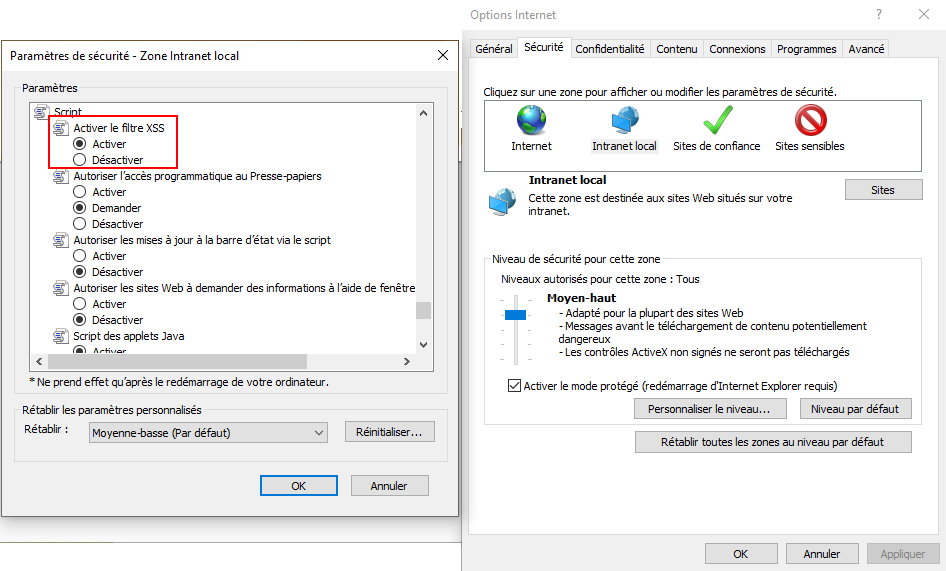 Paramètres de sécurité - Zone Intranet local
Paramètres
Script
Activer le filtre XSS
Activer
Désactiver
Autoriser l'accès programmatique au Presse-papiers
Activer
Demander
Désactiver
Autoriser les mises à jour à la barre d'état via le script
Activer
Désactiver
Autoriser les sites Web à demander des informations à l'aide de fenêtre
Activer
Désactiver
Script des applets Java
Activer
* Ne prend effet qu'après le redémarrage de votre ordinateur.
Rétablir les paramètres personnalisés
Rétablir :
Moyenne-basse (Par défaut)
Réinitialiser...
OK
Annuler
Options Internet
?
Général
Sécurité
Confidentialité
Contenu
Connexions
Programmes
Avancé
Cliquez sur une zone pour afficher ou modifier les paramètres de sécurité.
Internet
Intranet local
Sites de confiance
Sites sensibles
Intranet local
Cette zone est destinée aux sites Web situés sur votre
intranet.
Sites
Niveau de sécurité pour cette zone
Niveaux autorisés pour cette zone : Tous
Moyen-haut
- Adapté pour la plupart des sites Web
- Messages avant le téléchargement de contenu potentiellement
dangereux
- Les contrôles ActiveX non signés ne seront pas téléchargés
Activer le mode protégé (redémarrage d'Internet Explorer requis)
Personnaliser le niveau...
Niveau par défaut
Rétablir toutes les zones au niveau par défaut
OK
Annuler
Appliquer